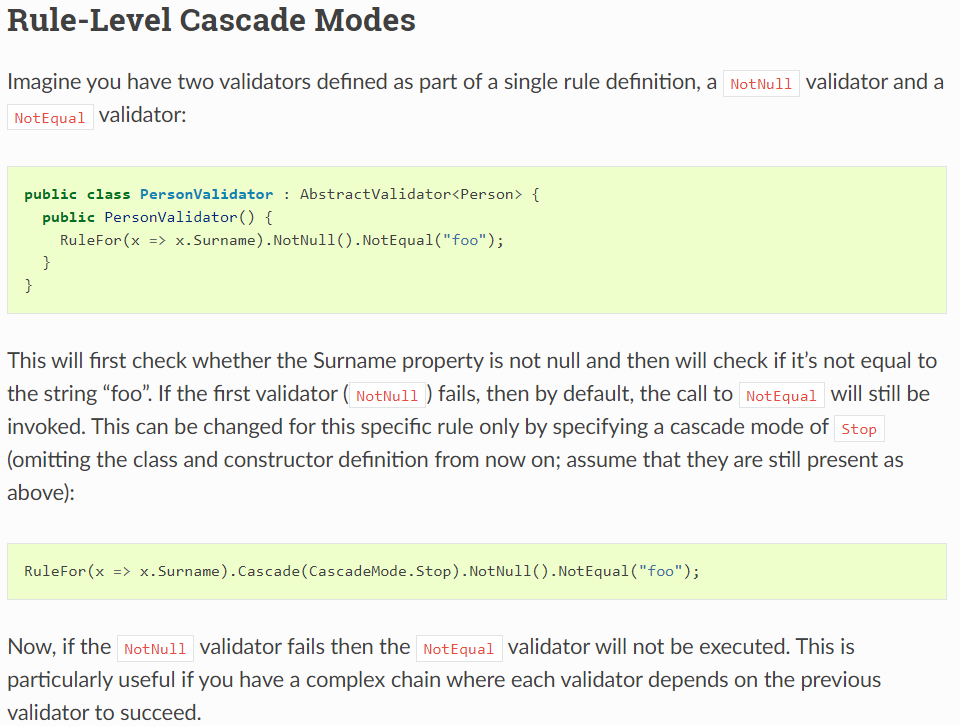 Rule-Level Cascade Modes
Imagine you have two validators defined as part of a single rule definition, a NotNull validator and a
NotEqual validator:
public class PersonValidator : AbstractValidator<Person> {
  public PersonValidator() {
    RuleFor(x => x.Surname).NotNull().NotEqual("foo");
  }
}
This will first check whether the Surname property is not null and then will check if it’s not equal to
the string “foo”. If the first validator (NotNull) fails, then by default, the call to NotEqual will still be
invoked. This can be changed for this specific rule only by specifying a cascade mode of Stop
(omitting the class and constructor definition from now on; assume that they are still present as
above):
RuleFor(x => x.Surname).Cascade(CascadeMode.Stop).NotNull().NotEqual("foo");
Now, if the NotNull validator fails then the NotEqual validator will not be executed. This is
particularly useful if you have a complex chain where each validator depends on the previous
validator to succeed.